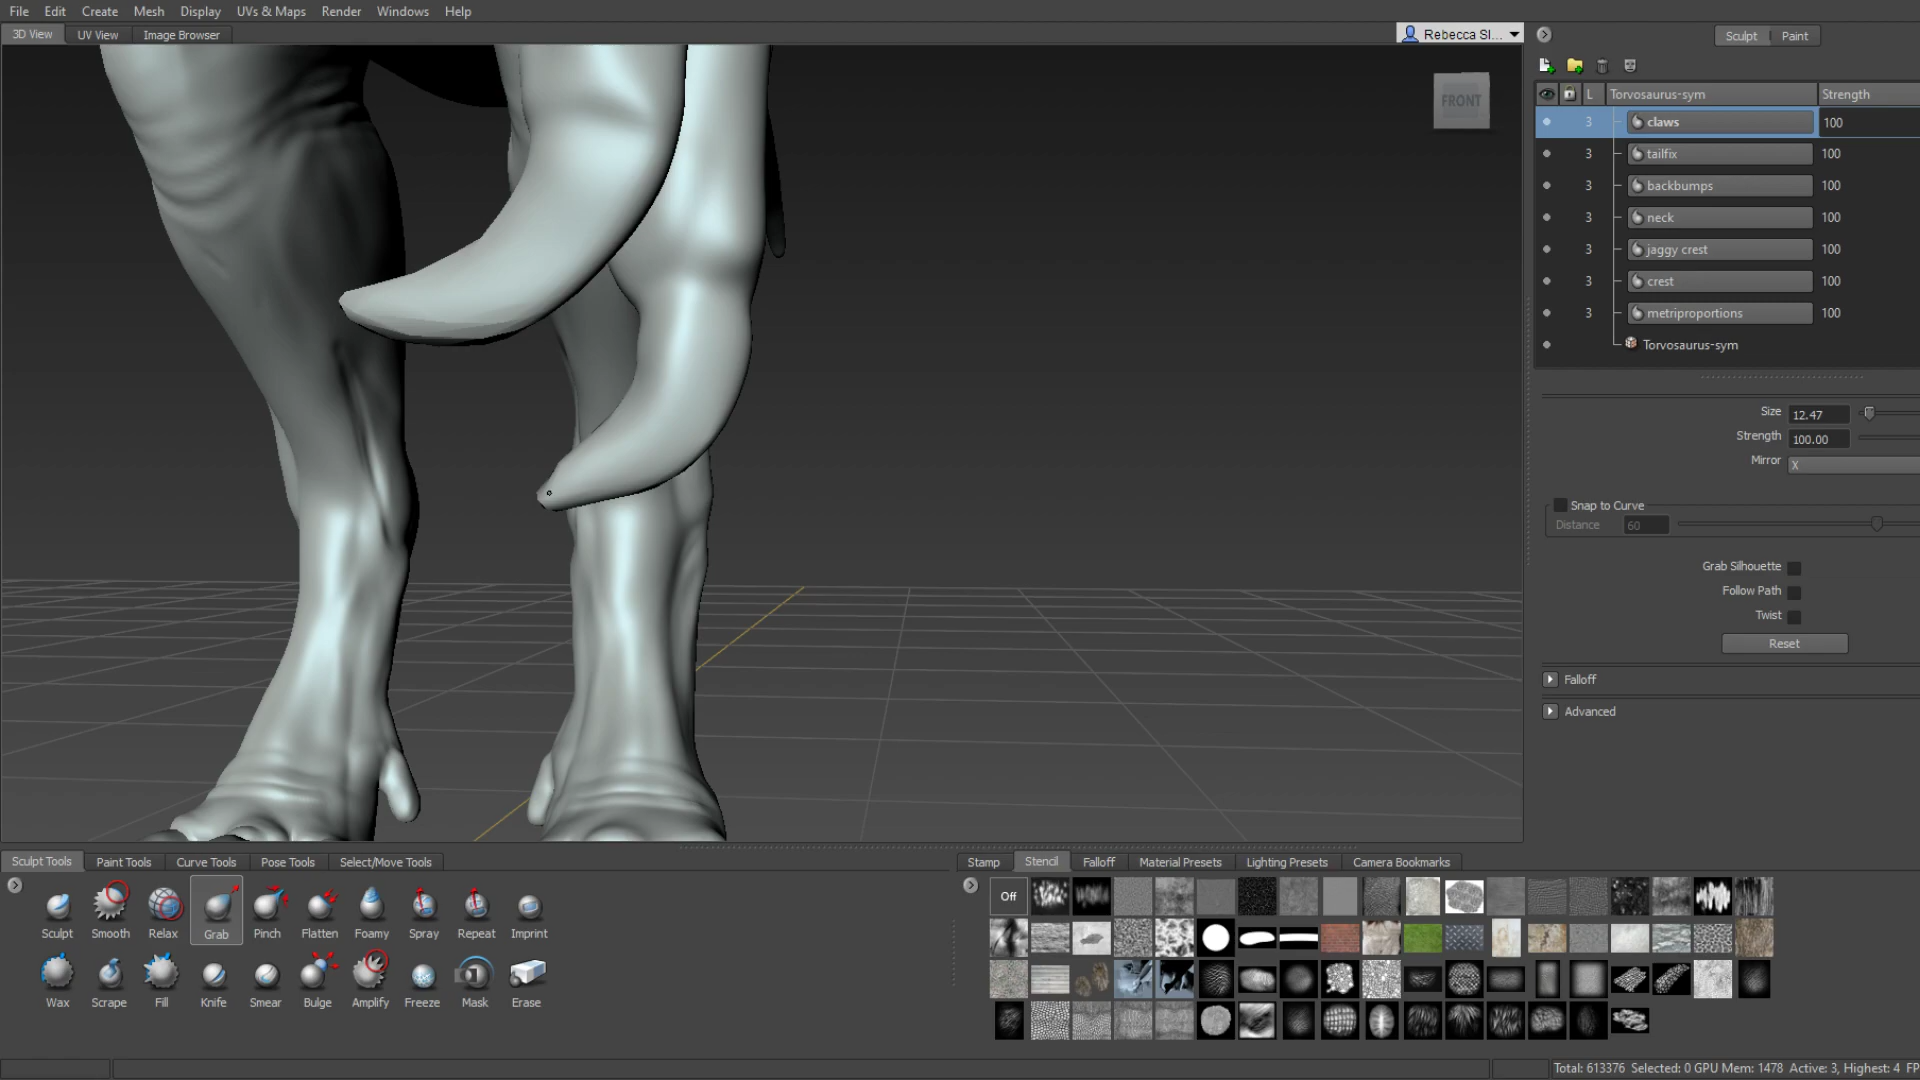 File Edit Create Mesh Sculpt Display UVs & Maps Render Windows Help
3D View UV View Image Browser
Rebecca Sl...
Sculpt Paint
FRONT
L Torvosaurus-sym Strength
3 claws 100
3 tailfix 100
3 backbumps 100
3 neck 100
3 jaggy crest 100
3 crest 100
3 metriproportions 100
Torvosaurus-sym
Size 12.47
Strength 100.00
Mirror X
Snap to Curve
Distance 60
Grab Silhouette
Follow Path
Twist
Reset
Falloff
Advanced
Sculpt Tools Paint Tools Curve Tools Pose Tools Select/Move Tools
Sculpt Smooth Relax Grab Pinch Flatten Foamy Spray Repeat Imprint
Wax Scrape Fill Knife Smear Bulge Amplify Freeze Mask Erase
Stamp Stencil Falloff Material Presets Lighting Presets Camera Bookmarks
Off
Total: 613376 Selected: 0 GPU Mem: 1478 Active: 3, Highest: 4 FP